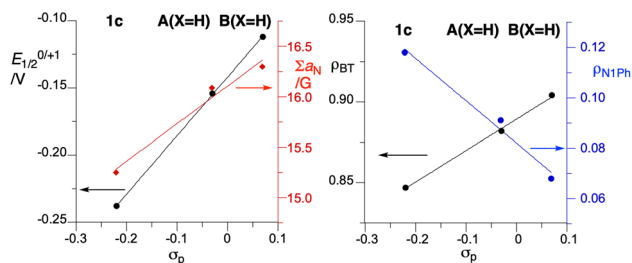 1c A(X=H) B(X=H)
E1/2 0/+1
/V
-0.10
-0.15
-0.20
-0.25
-0.3 -0.2 -0.1 0 0.1
σp
16.5
16.0
15.5
15.0
ΣaN
/G
1c A(X=H) B(X=H)
ρBT
0.95
0.90
0.85
-0.3 -0.2 -0.1 0 0.1
σp
0.12
0.10
0.08
0.06
ρN1Ph